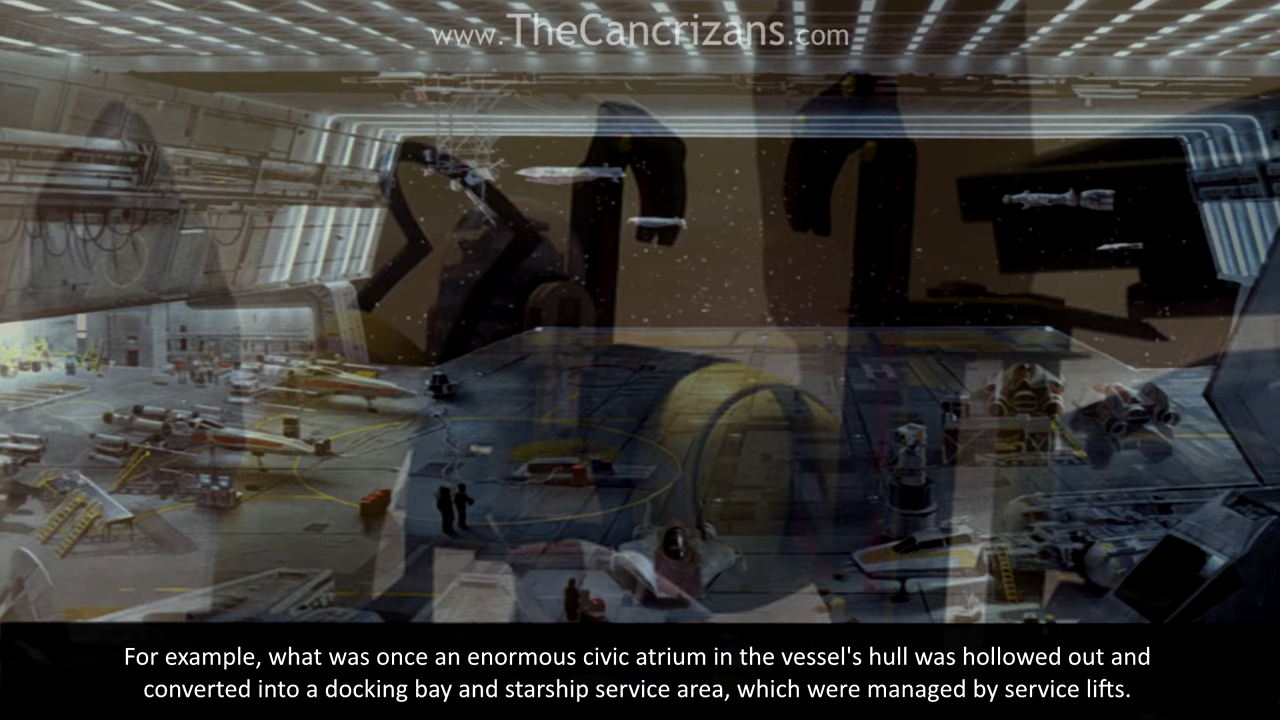 www.TheCancrizans.com
For example, what was once an enormous civic atrium in the vessel's hull was hollowed out and
converted into a docking bay and starship service area, which were managed by service lifts.